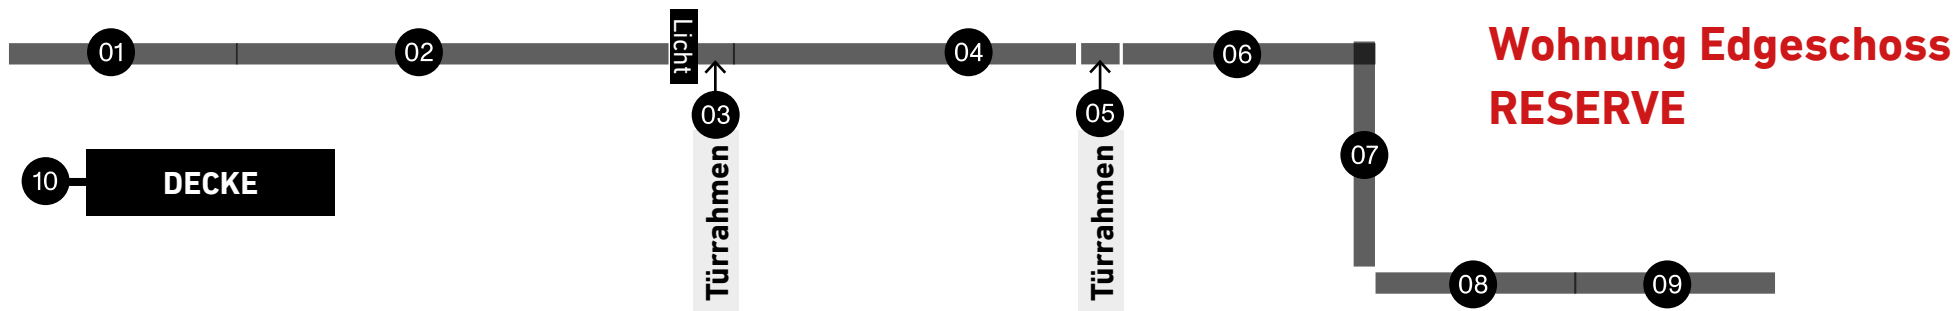 01
02
Licht
04
06
Wohnung Edgeschoss
RESERVE
03
05
07
10
DECKE
Türrahmen
Türrahmen
08
09